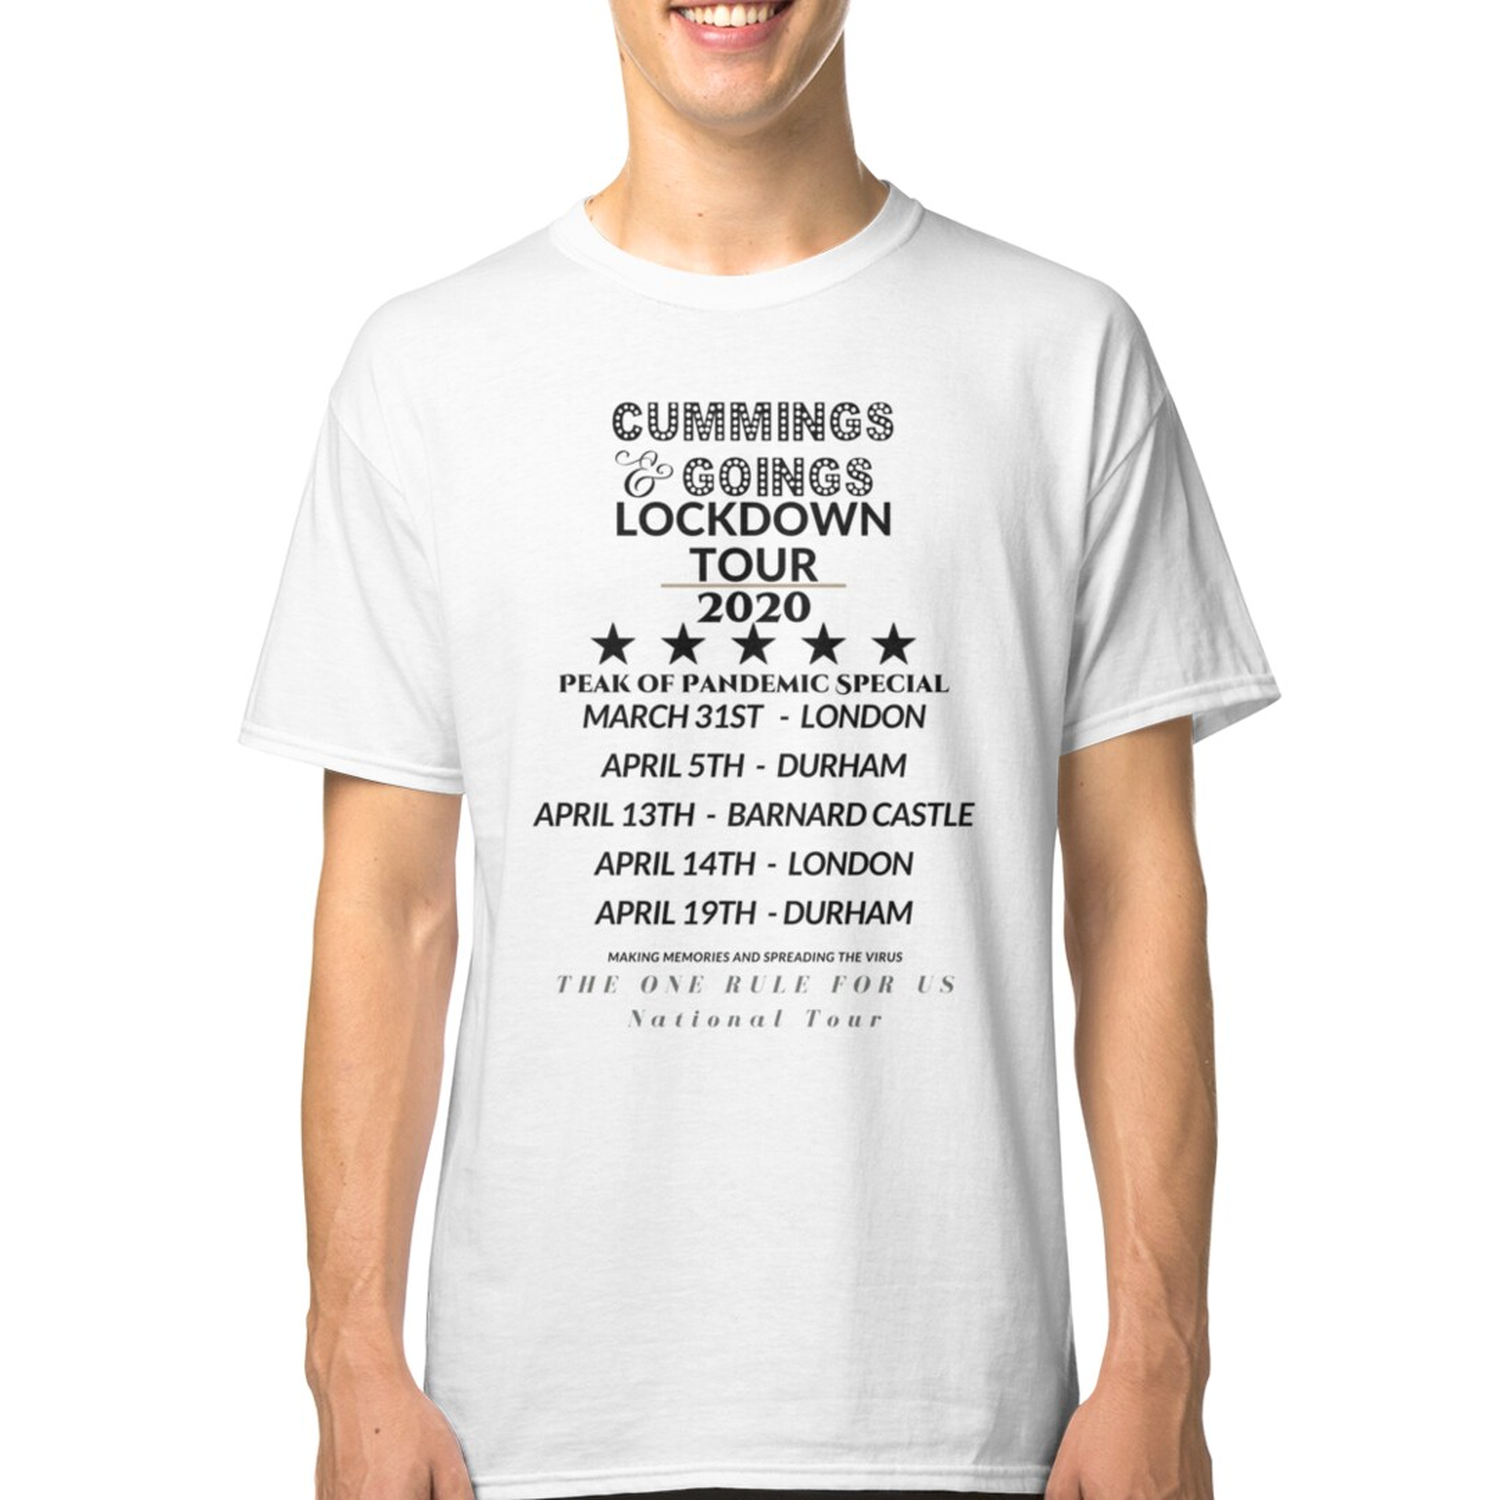 CUMMINGS
& GOINGS
LOCKDOWN
TOUR
2020
PEAK OF PANDEMIC SPECIAL
MARCH 31ST - LONDON
APRIL 5TH - DURHAM
APRIL 13TH - BARNARD CASTLE
APRIL 14TH - LONDON
APRIL 19TH - DURHAM
MAKING MEMORIES AND SPREADING THE VIRUS
THE ONE RULE FOR US
National Tour